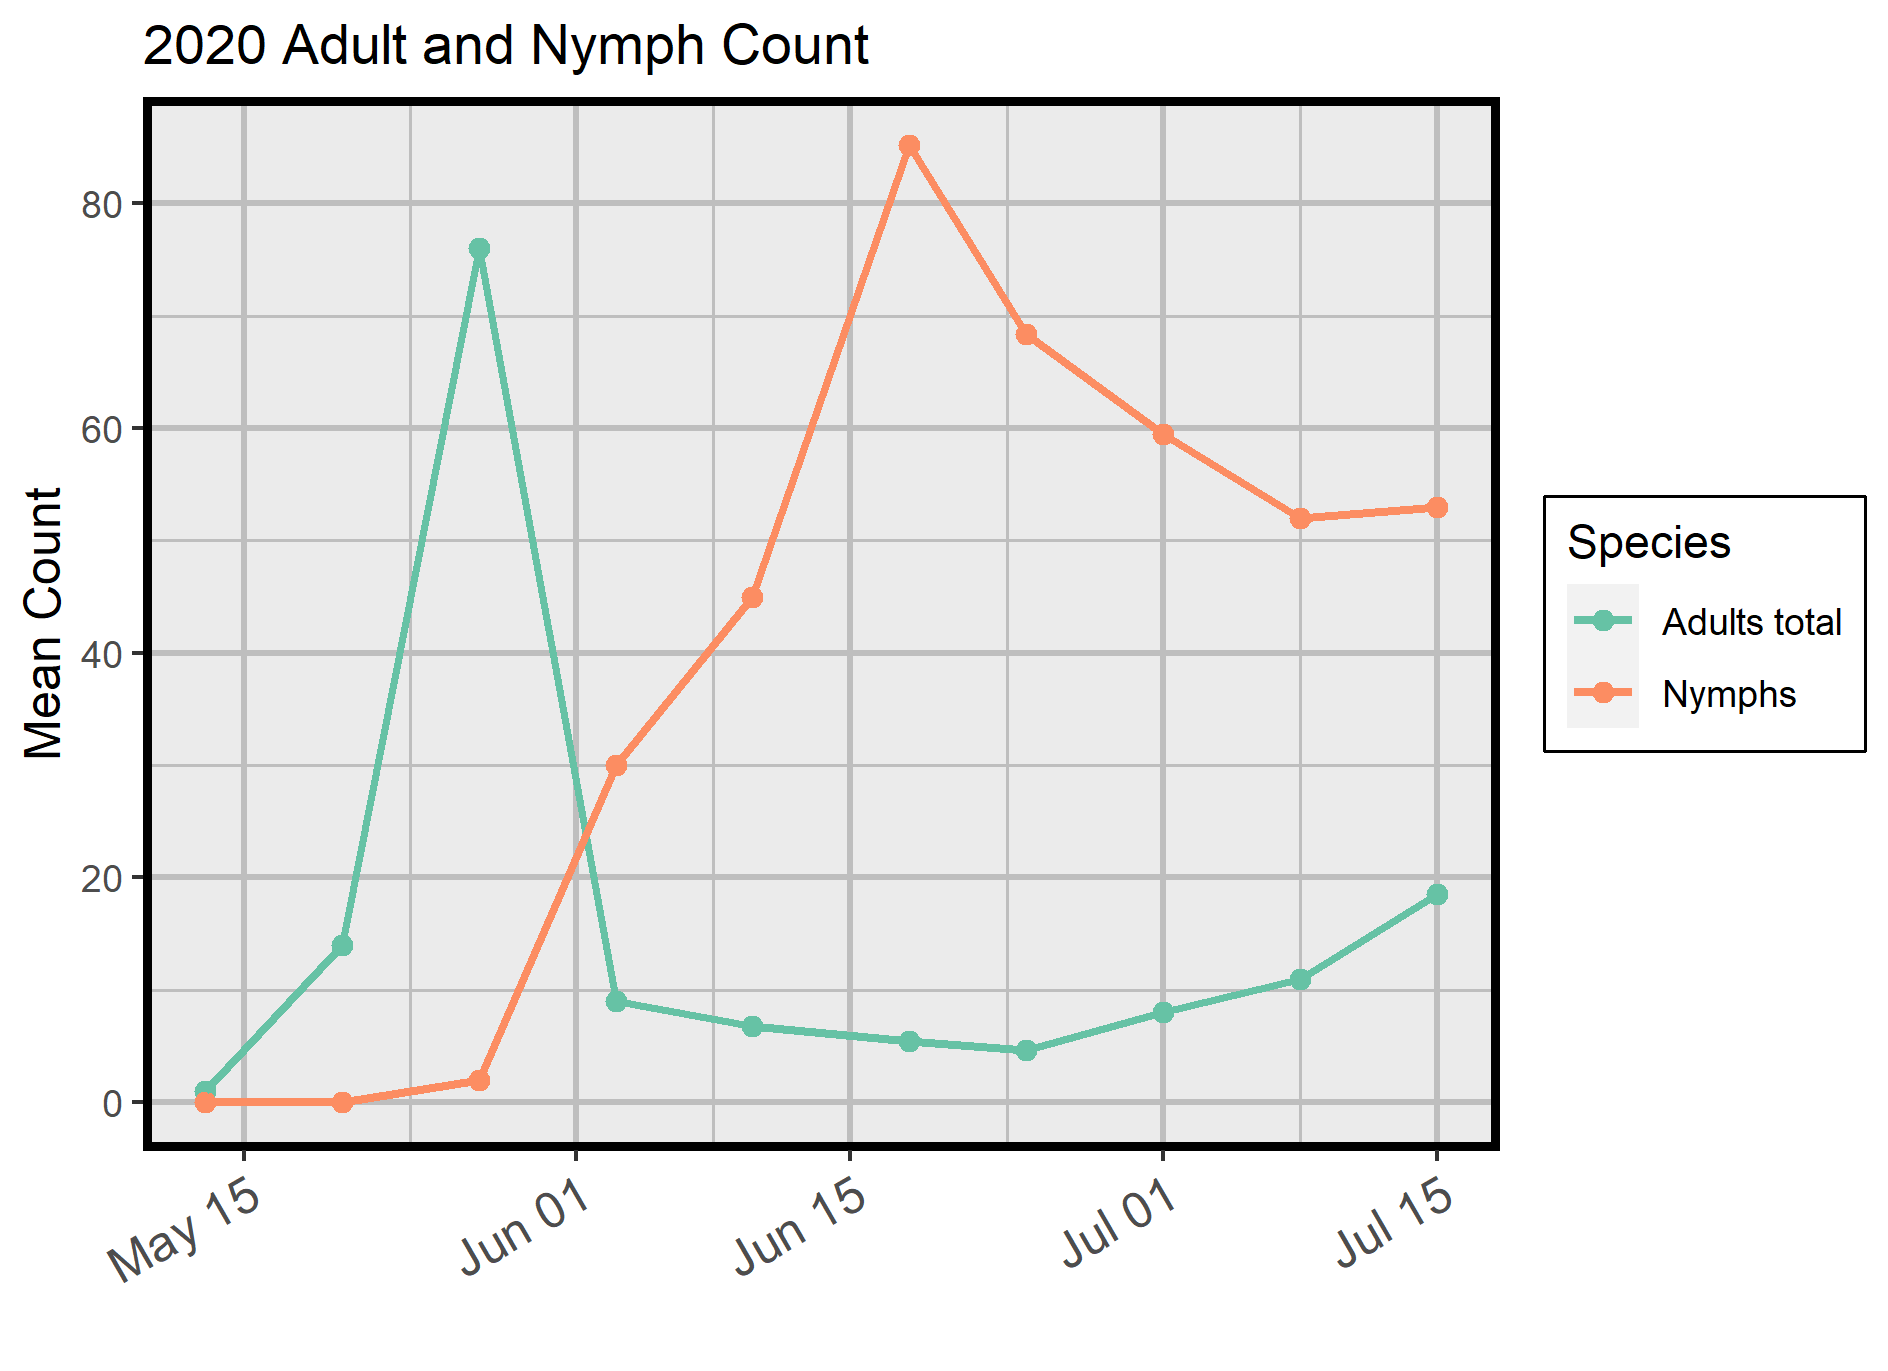 2020 Adult and Nymph Count
Mean Count
80
60
40
20
0
May 15
Jun 01
Jun 15
Jul 01
Jul 15
Species
Adults total
Nymphs